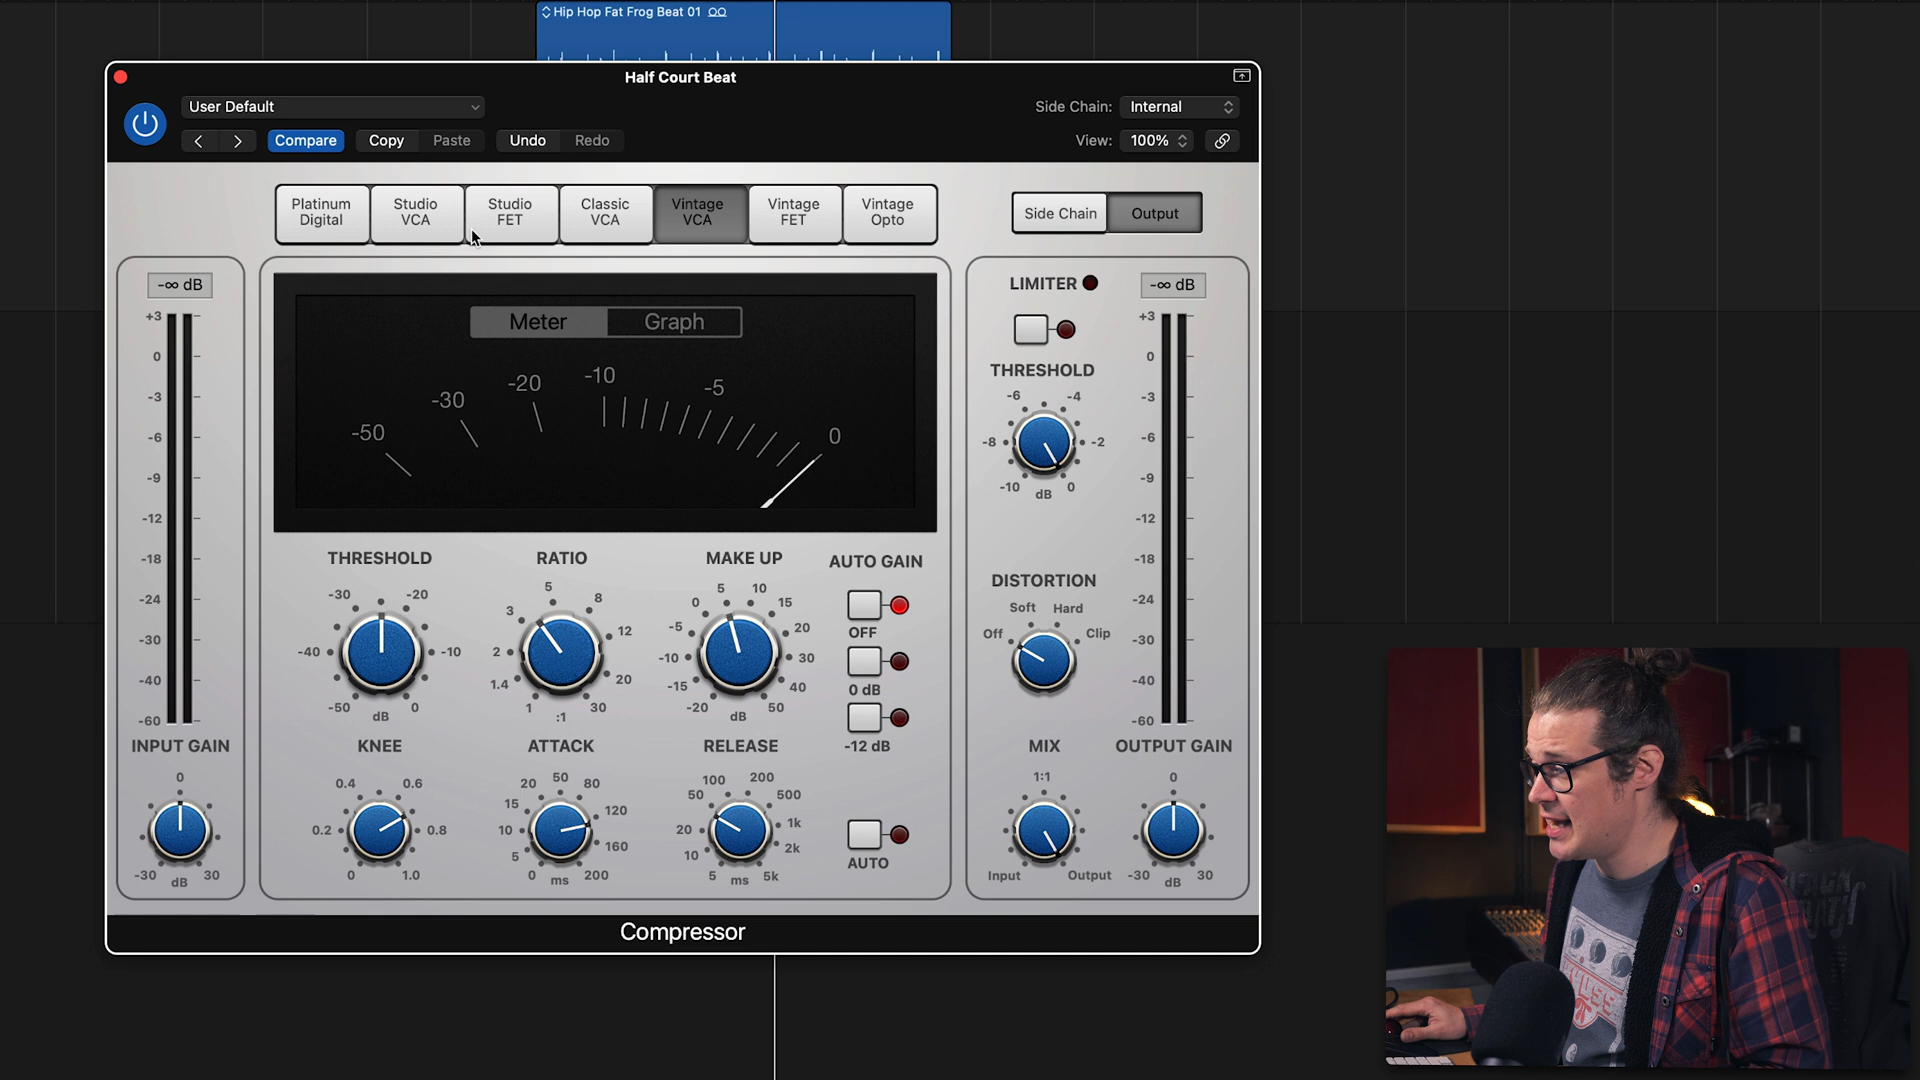 Hip Hop Fat Frog Beat 01
Half Court Beat
User Default
Side Chain: Internal
Compare Copy Paste Undo Redo
View: 100%
Platinum Digital
Studio VCA
Studio FET
Classic VCA
Vintage VCA
Vintage FET
Vintage Opto
Side Chain Output
-∞ dB
+3
0
-3
-6
-9
-12
-18
-24
-30
-40
-60
INPUT GAIN
0
-30 dB 30
Meter Graph
-50 -30 -20 -10 -5 0
THRESHOLD
-30 -20
-40 -10
-50 dB 0
RATIO
5
3 8
2 12
1.4 20
1 :1 30
MAKE UP
5 10
0 15
-5 20
-10 30
-15 40
-20 dB 50
AUTO GAIN
OFF
0 dB
-12 dB
KNEE
0.4 0.6
0.2 0.8
0 1.0
ATTACK
20 50 80
15 120
10 160
5
0 ms 200
RELEASE
100 200
50 500
20 1k
10 2k
5 ms 5k
AUTO
LIMITER
THRESHOLD
-6 -4
-8 -2
-10 dB 0
DISTORTION
Soft Hard
Off Clip
MIX
1:1
Input Output
-∞ dB
+3
0
-3
-6
-9
-12
-18
-24
-30
-40
-60
OUTPUT GAIN
0
-30 dB 30
Compressor